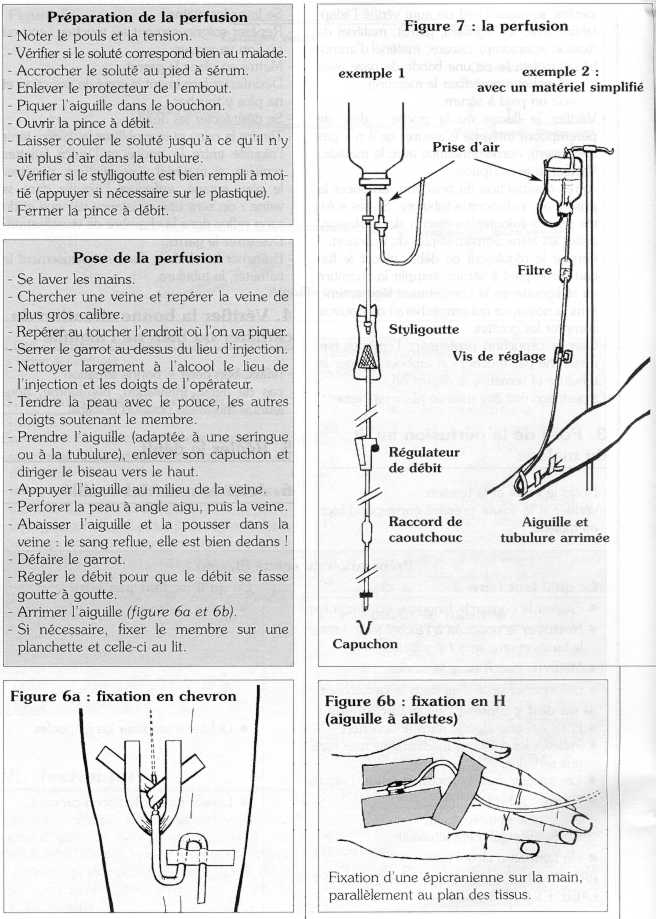 Préparation de la perfusion
- Noter le pouls et la tension.
- Vérifier si le soluté correspond bien au malade.
- Accrocher le soluté au pied à sérum.
- Enlever le protecteur de l'embout.
- Piquer l'aiguille dans le bouchon.
- Ouvrir la pince à débit.
- Laisser couler le soluté jusqu'à ce qu'il n'y
ait plus d'air dans la tubulure.
- Vérifier si le stylligoutte est bien rempli à moi-
tié (appuyer si nécessaire sur le plastique).
- Fermer la pince à débit.
Pose de la perfusion
- Se laver les mains.
- Chercher une veine et repérer la veine de
plus gros calibre.
- Repérer au toucher l'endroit où l'on va piquer.
- Serrer le garrot au-dessus du lieu d'injection.
- Nettoyer largement à l'alcool le lieu de
l'injection et les doigts de l'opérateur.
- Tendre la peau avec le pouce, les autres
doigts soutenant le membre.
- Prendre l'aiguille (adaptée à une seringue
ou à la tubulure), enlever son capuchon et
diriger le biseau vers le haut.
- Appuyer l'aiguille au milieu de la veine.
- Perforer la peau à angle aigu, puis la veine.
- Abaisser l'aiguille et la pousser dans la
veine : le sang reflue, elle est bien dedans !
- Défaire le garrot.
- Régler le débit pour que le débit se fasse
goutte à goutte.
- Arrimer l'aiguille (figure 6a et 6b).
- Si nécessaire, fixer le membre sur une
planchette et celle-ci au lit.
Figure 7 : la perfusion
exemple 1
exemple 2 :
avec un matériel simplifié
Prise d'air
Filtre
Styligoutte
Vis de réglage
Régulateur
de débit
Raccord de
caoutchouc
Aiguille et
tubulure arrimée
Capuchon
Figure 6a : fixation en chevron
Figure 6b : fixation en H
(aiguille à ailettes)
Fixation d'une épicranienne sur la main,
parallèlement au plan des tissus.